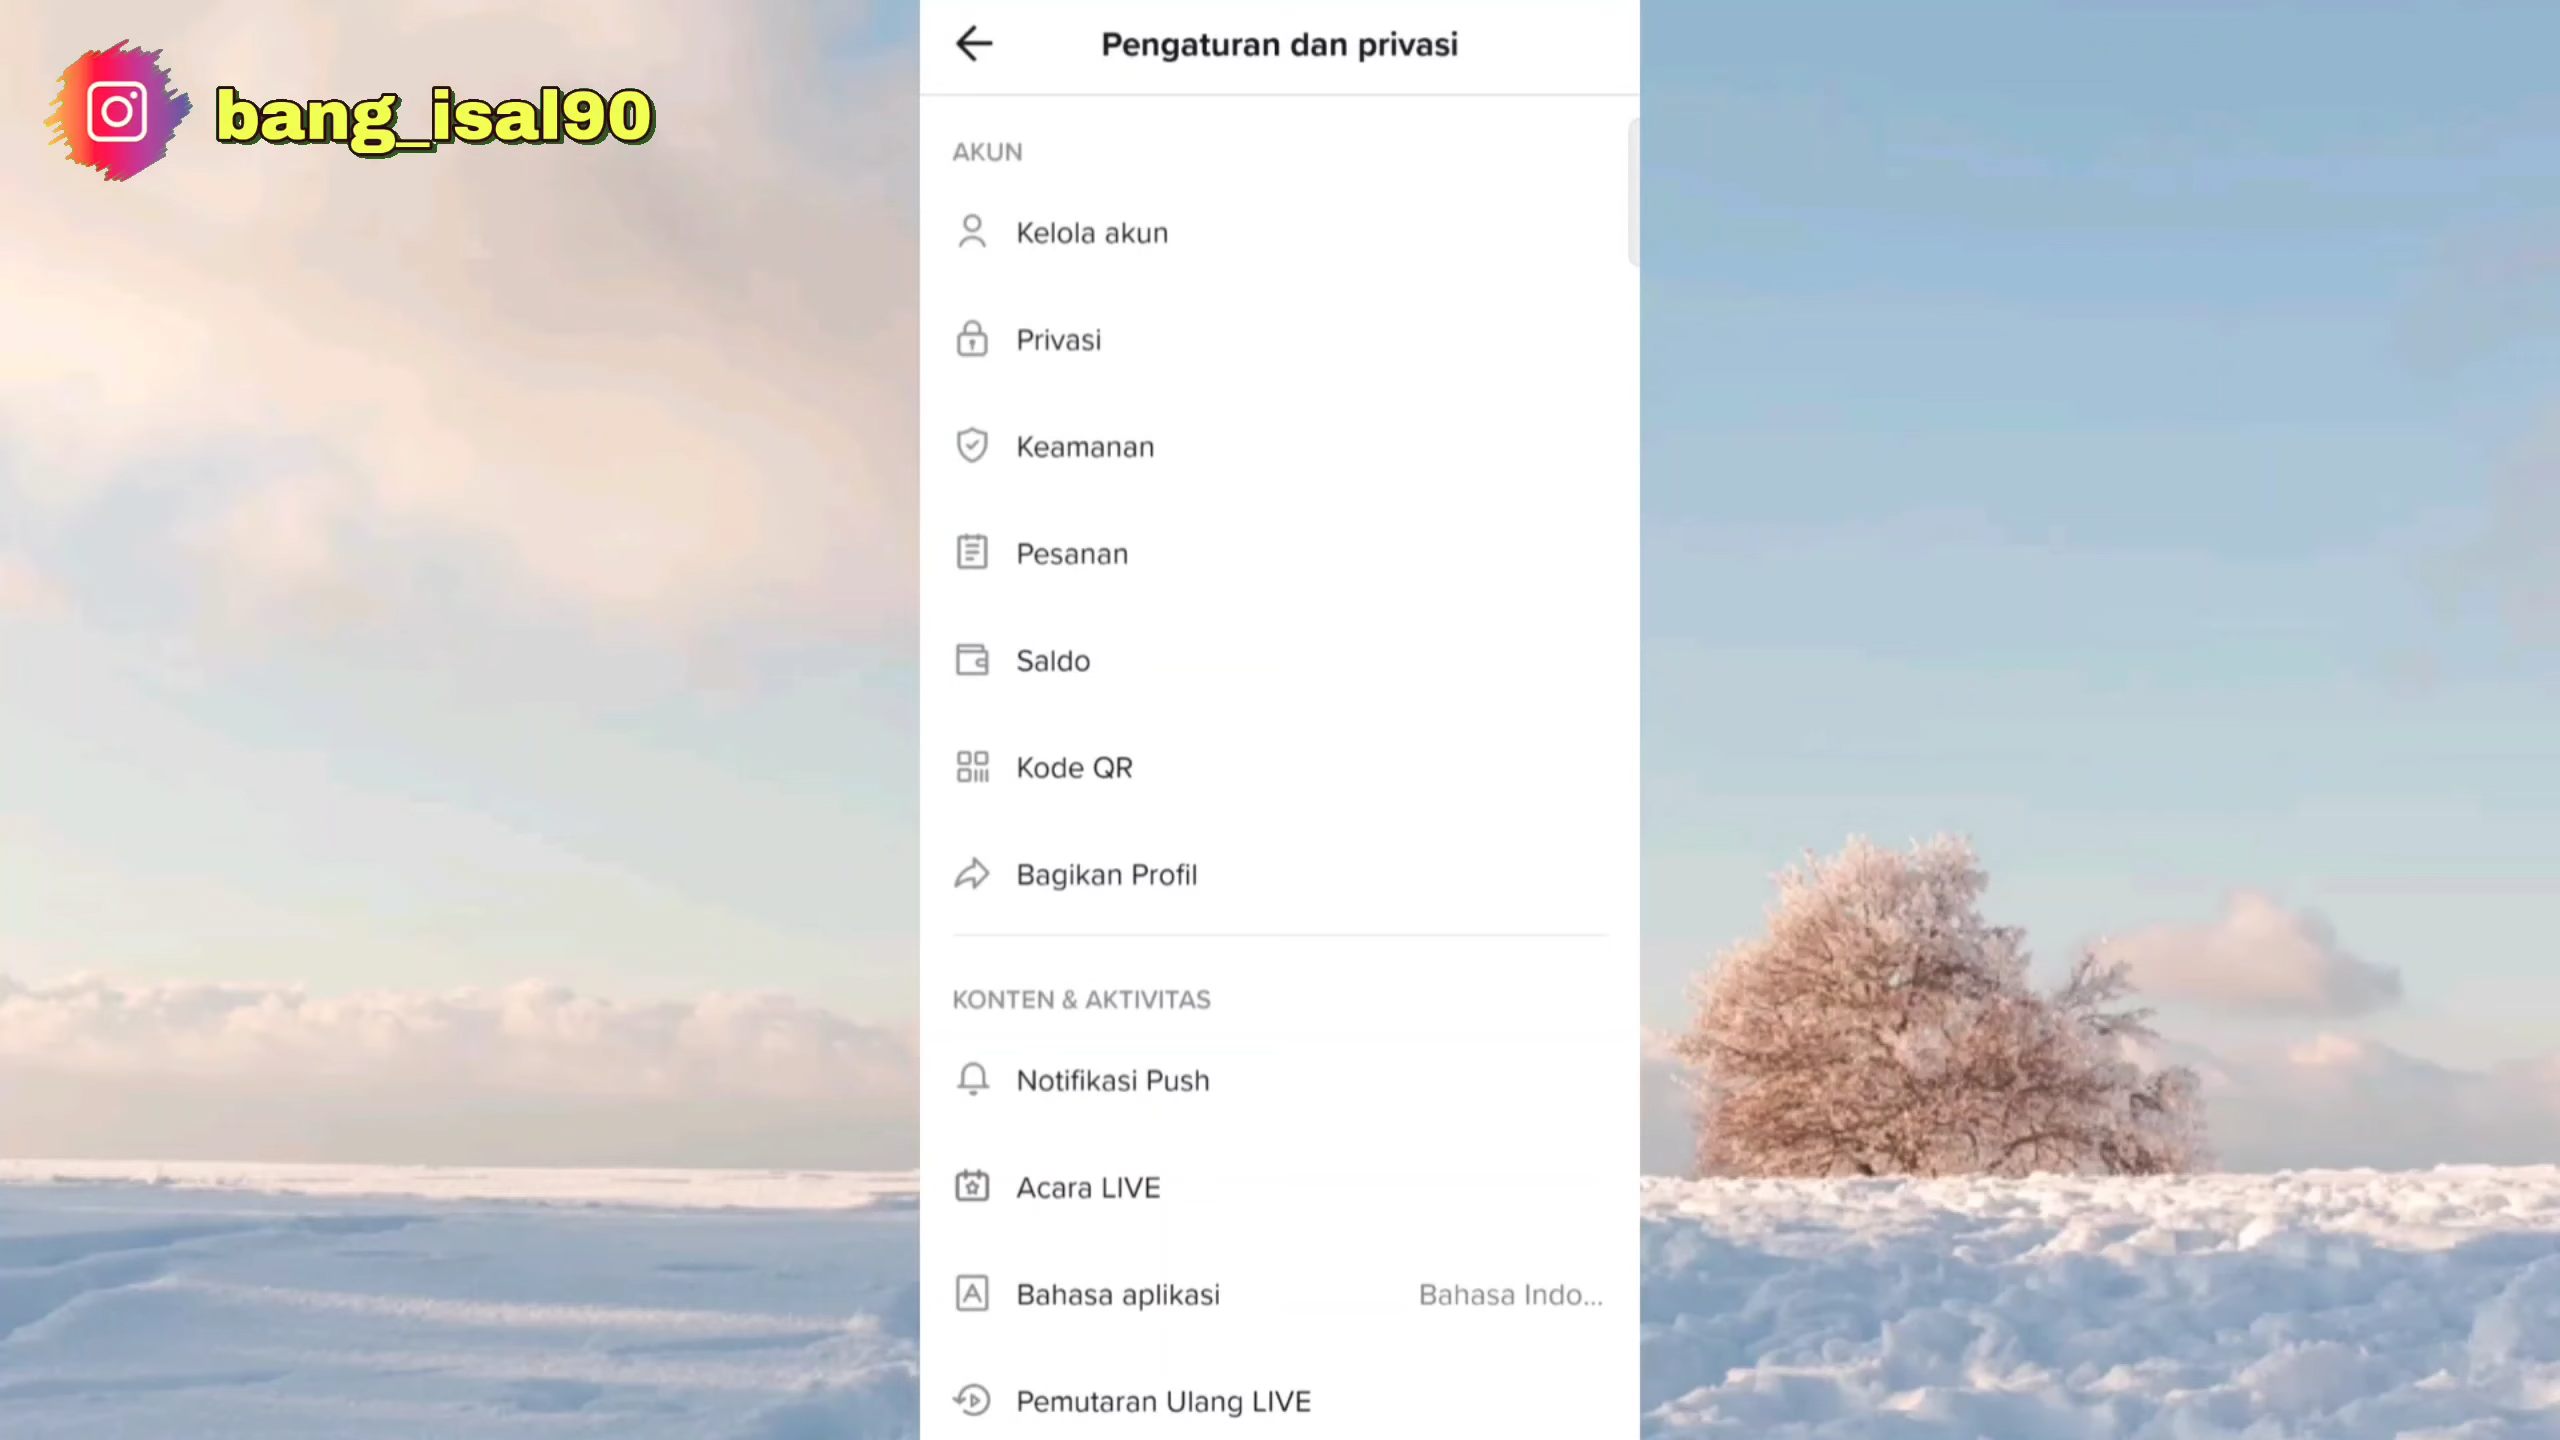 bang_isal90
Pengaturan dan privasi
AKUN
Kelola akun
Privasi
Keamanan
Pesanan
Saldo
Kode QR
Bagikan Profil
KONTEN & AKTIVITAS
Notifikasi Push
Acara LIVE
Bahasa aplikasi Bahasa Indo...
Pemutaran Ulang LIVE